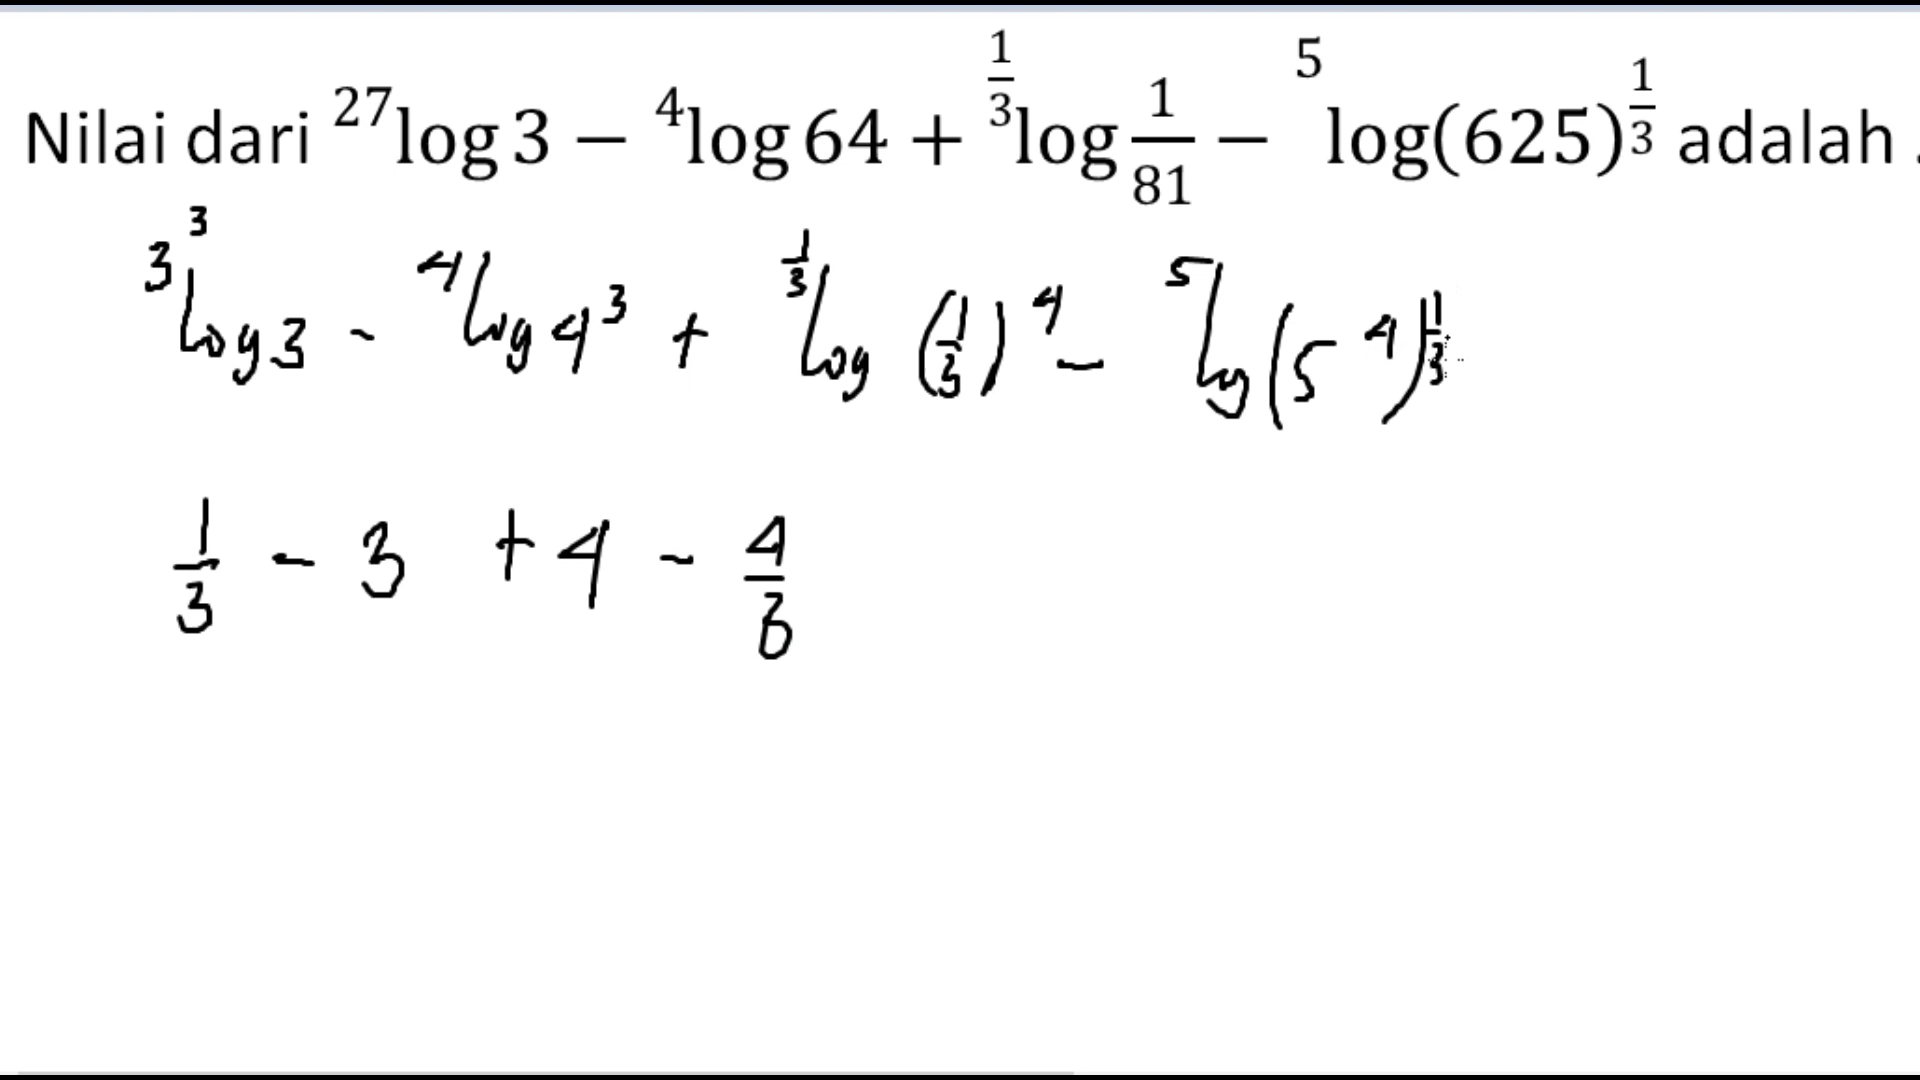 Nilai dari ²⁷log 3 − ⁴log 64 + ^{1/3}log 1/81 − ⁵log(625)^{1/3} adalah .
^{3³}log 3 - ⁴log 4³ + ^{1/3}log (1/3)⁴ - ⁵log(5⁴)^{1/3}
1/3 - 3 + 4 - 4/3